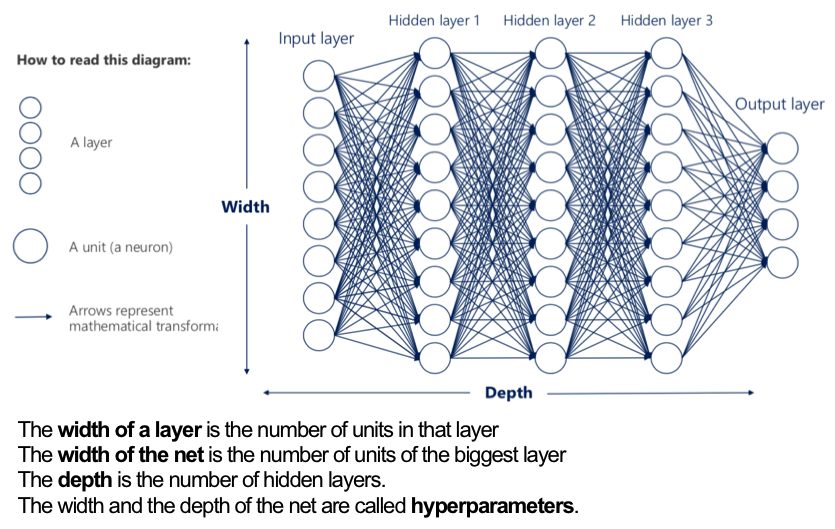 How to read this diagram:
A layer
A unit (a neuron)
Arrows represent
mathematical transforma
Input layer
Hidden layer 1
Hidden layer 2
Hidden layer 3
Output layer
Width
Depth
The width of a layer is the number of units in that layer
The width of the net is the number of units of the biggest layer
The depth is the number of hidden layers.
The width and the depth of the net are called hyperparameters.